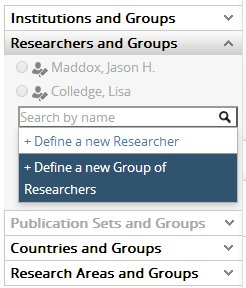 Institutions and Groups
Researchers and Groups
Maddox, Jason H.
Colledge, Lisa
Search by name
+ Define a new Researcher
+ Define a new Group of
Researchers
Publication Sets and Groups
Countries and Groups
Research Areas and Groups